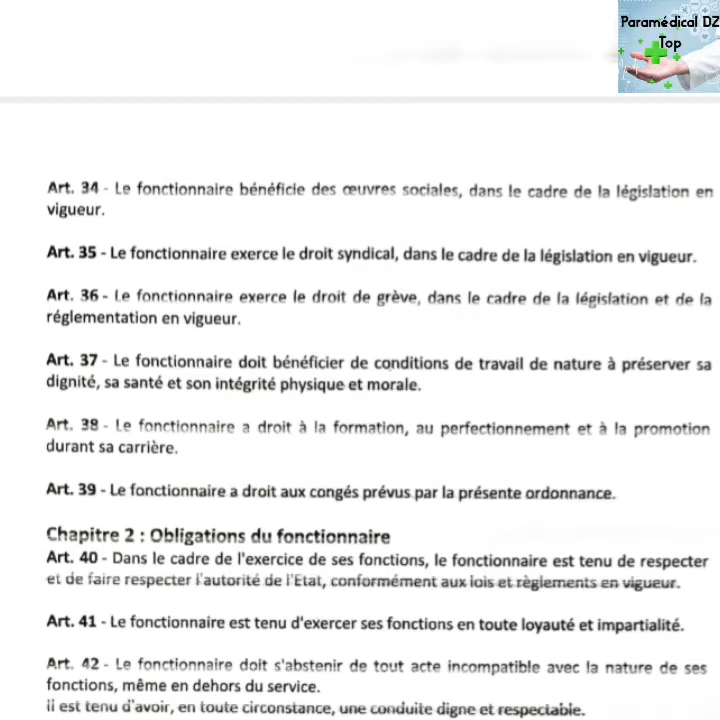 Paramédical DZ
Top
Art. 34 - Le fonctionnaire bénéficie des œuvres sociales, dans le cadre de la législation en
vigueur.
Art. 35 - Le fonctionnaire exerce le droit syndical, dans le cadre de la législation en vigueur.
Art. 36 - Le fonctionnaire exerce le droit de grève, dans le cadre de la législation et de la
réglementation en vigueur.
Art. 37 - Le fonctionnaire doit bénéficier de conditions de travail de nature à préserver sa
dignité, sa santé et son intégrité physique et morale.
Art. 38 - Le fonctionnaire a droit à la formation, au perfectionnement et à la promotion
durant sa carrière.
Art. 39 - Le fonctionnaire a droit aux congés prévus par la présente ordonnance.
Chapitre 2 : Obligations du fonctionnaire
Art. 40 - Dans le cadre de l'exercice de ses fonctions, le fonctionnaire est tenu de respecter
et de faire respecter l'autorité de l'Etat, conformément aux lois et règlements en vigueur.
Art. 41 - Le fonctionnaire est tenu d'exercer ses fonctions en toute loyauté et impartialité.
Art. 42 - Le fonctionnaire doit s'abstenir de tout acte incompatible avec la nature de ses
fonctions, même en dehors du service.
Il est tenu d'avoir, en toute circonstance, une conduite digne et respectable.